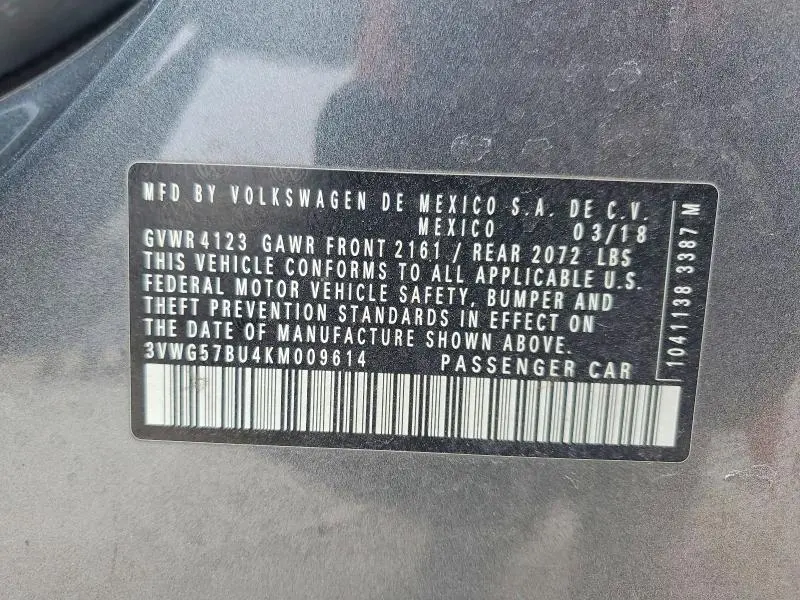 MFD BY VOLKSWAGEN DE MEXICO S.A. DE C.V.
MEXICO 03/18
GVWR 4123 GAWR FRONT 2161 / REAR 2072 LBS
THIS VEHICLE CONFORMS TO ALL APPLICABLE U.S.
FEDERAL MOTOR VEHICLE SAFETY, BUMPER AND
THEFT PREVENTION STANDARDS IN EFFECT ON
THE DATE OF MANUFACTURE SHOWN ABOVE.
3VWG57BU4KM009614 PASSENGER CAR
1041138 3387 M